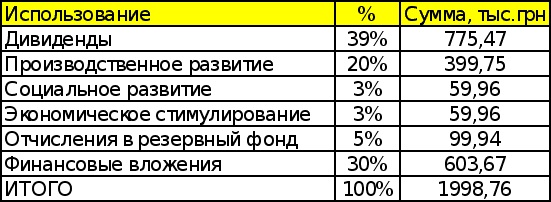 Использование % Сумма, тыс.грн
Дивиденды 39% 775,47
Производственное развитие 20% 399,75
Социальное развитие 3% 59,96
Экономическое стимулирование 3% 59,96
Отчисления в резервный фонд 5% 99,94
Финансовые вложения 30% 603,67
ИТОГО 100% 1998,76